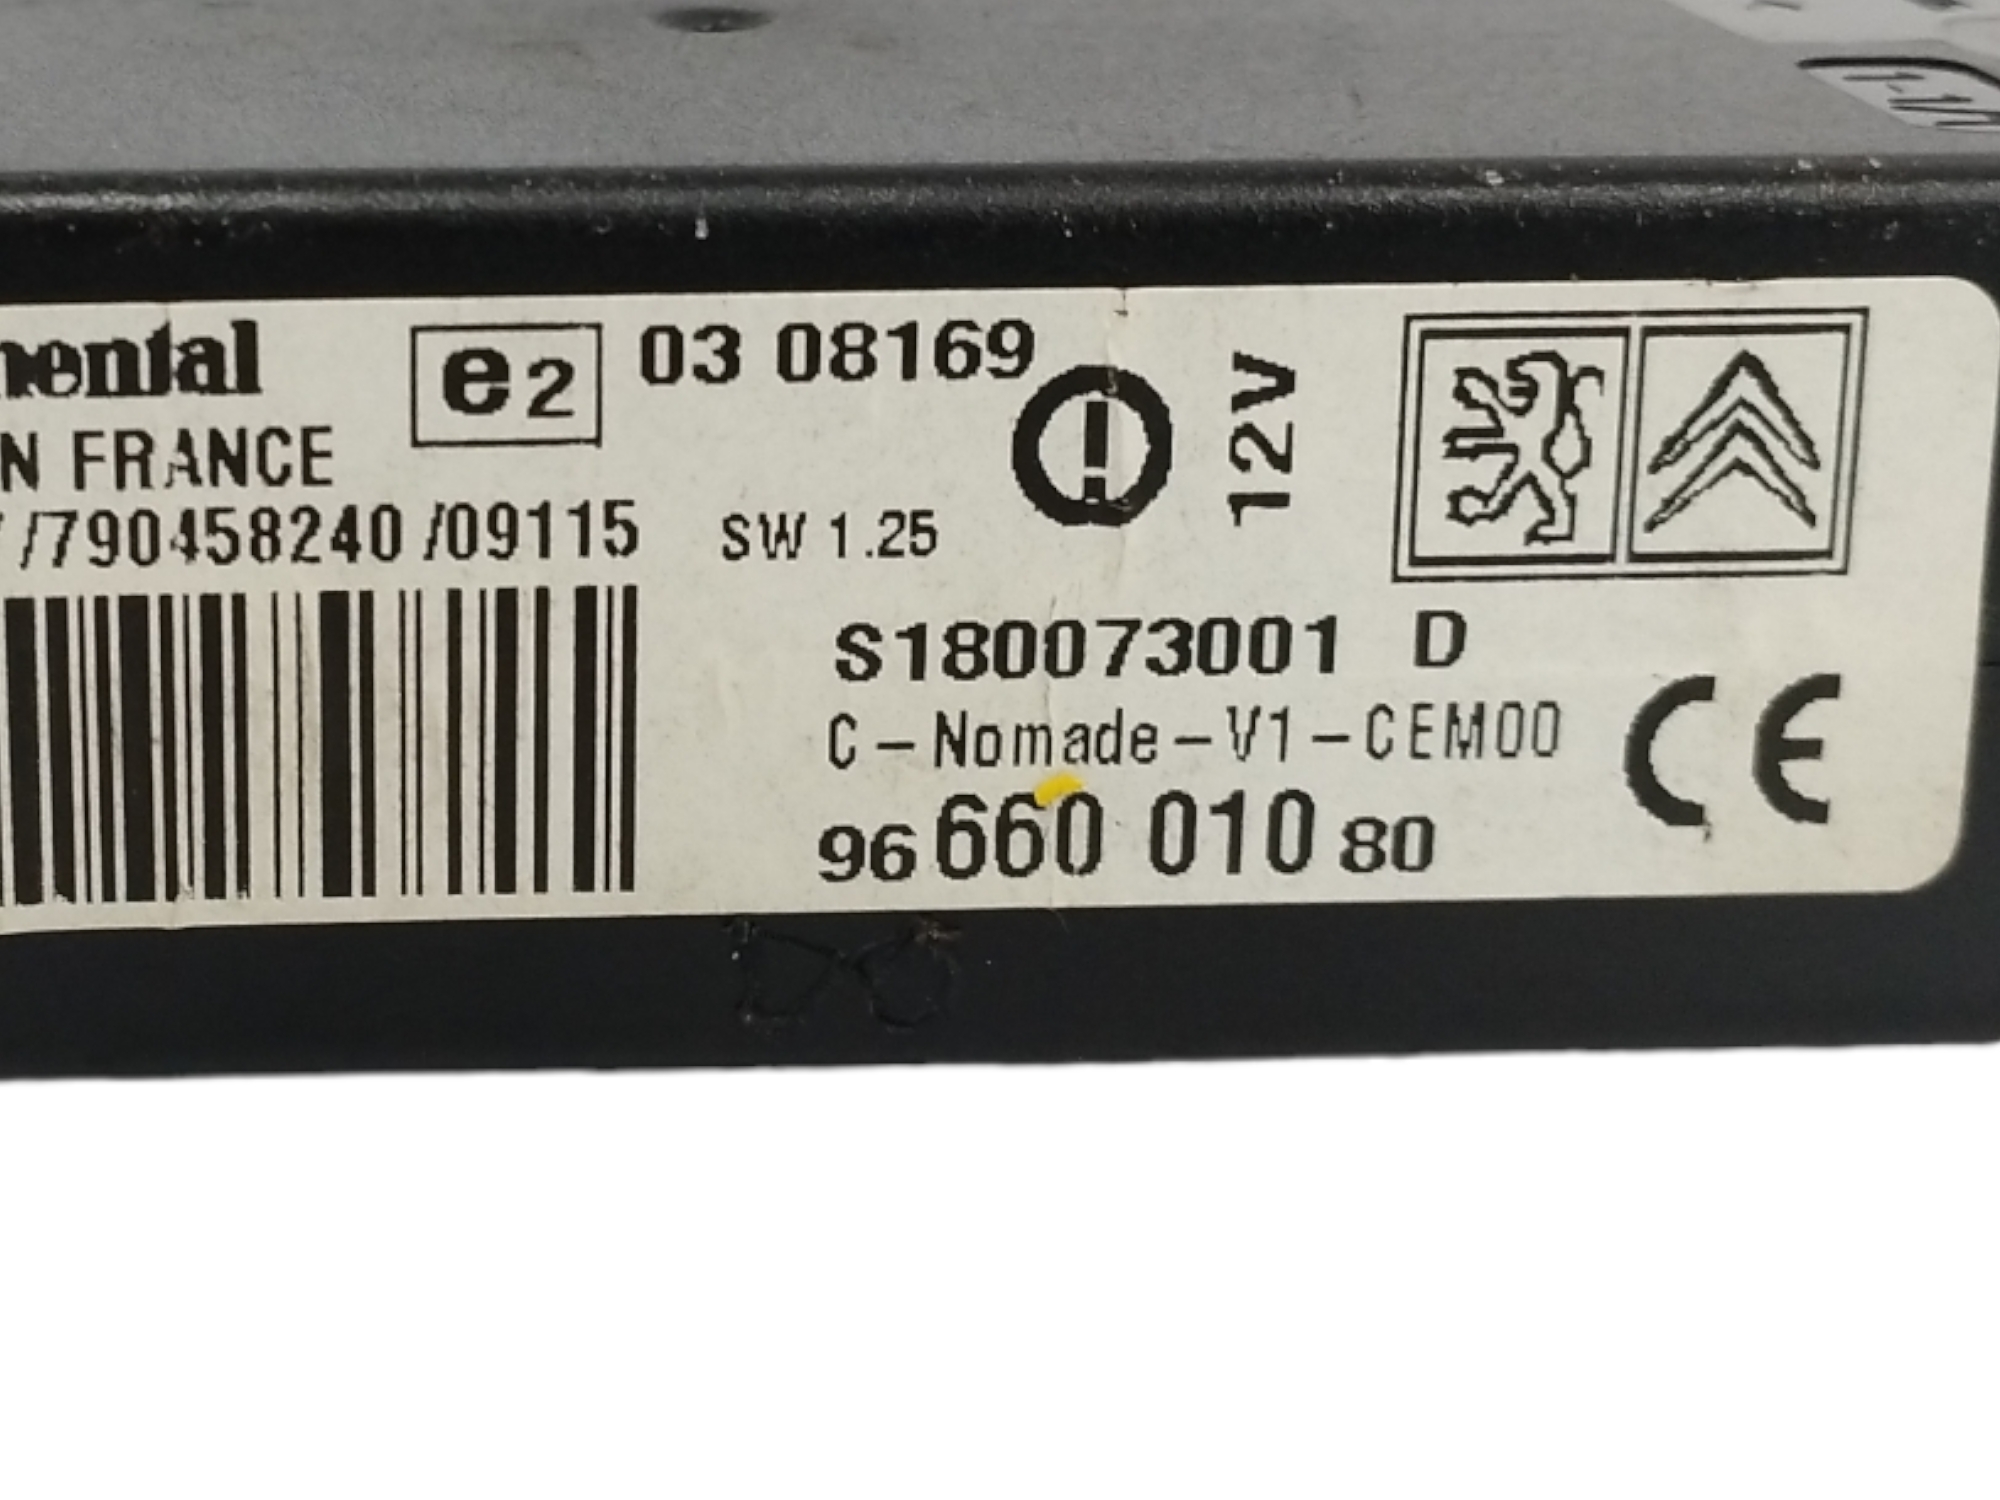 e2 03 08169
N FRANCE
12V
/790458240 /09115 SW 1.25
S180073001 D
C-Nomade-V1-CEM00
96 660 010 80
CE